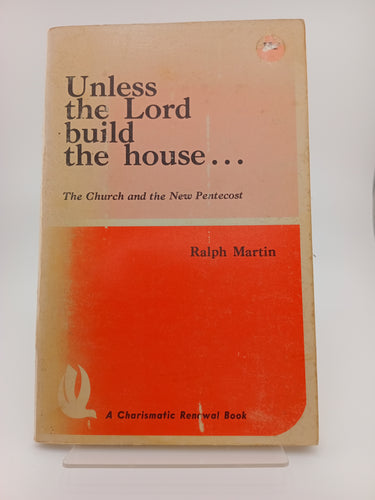 Unless
the Lord
build
the house...
The Church and the New Pentecost
Ralph Martin
A Charismatic Renewal Book